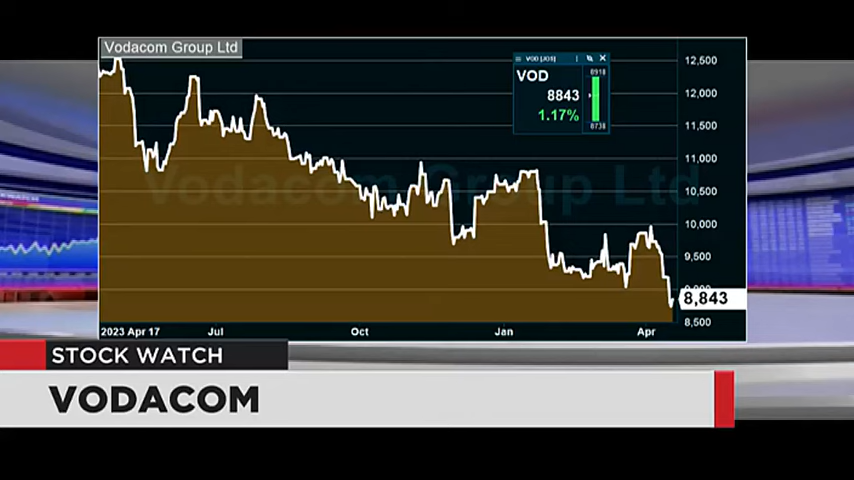 Vodacom Group Ltd
VOD [JOS]
VOD
8918
8843
1.17%
8738
12,500
12,000
11,500
11,000
Vodacom Group Ltd
10,500
10,000
9,500
9,000
8,843
8,500
2023 Apr 17
Jul
Oct
Jan
Apr
STOCK WATCH
VODACOM